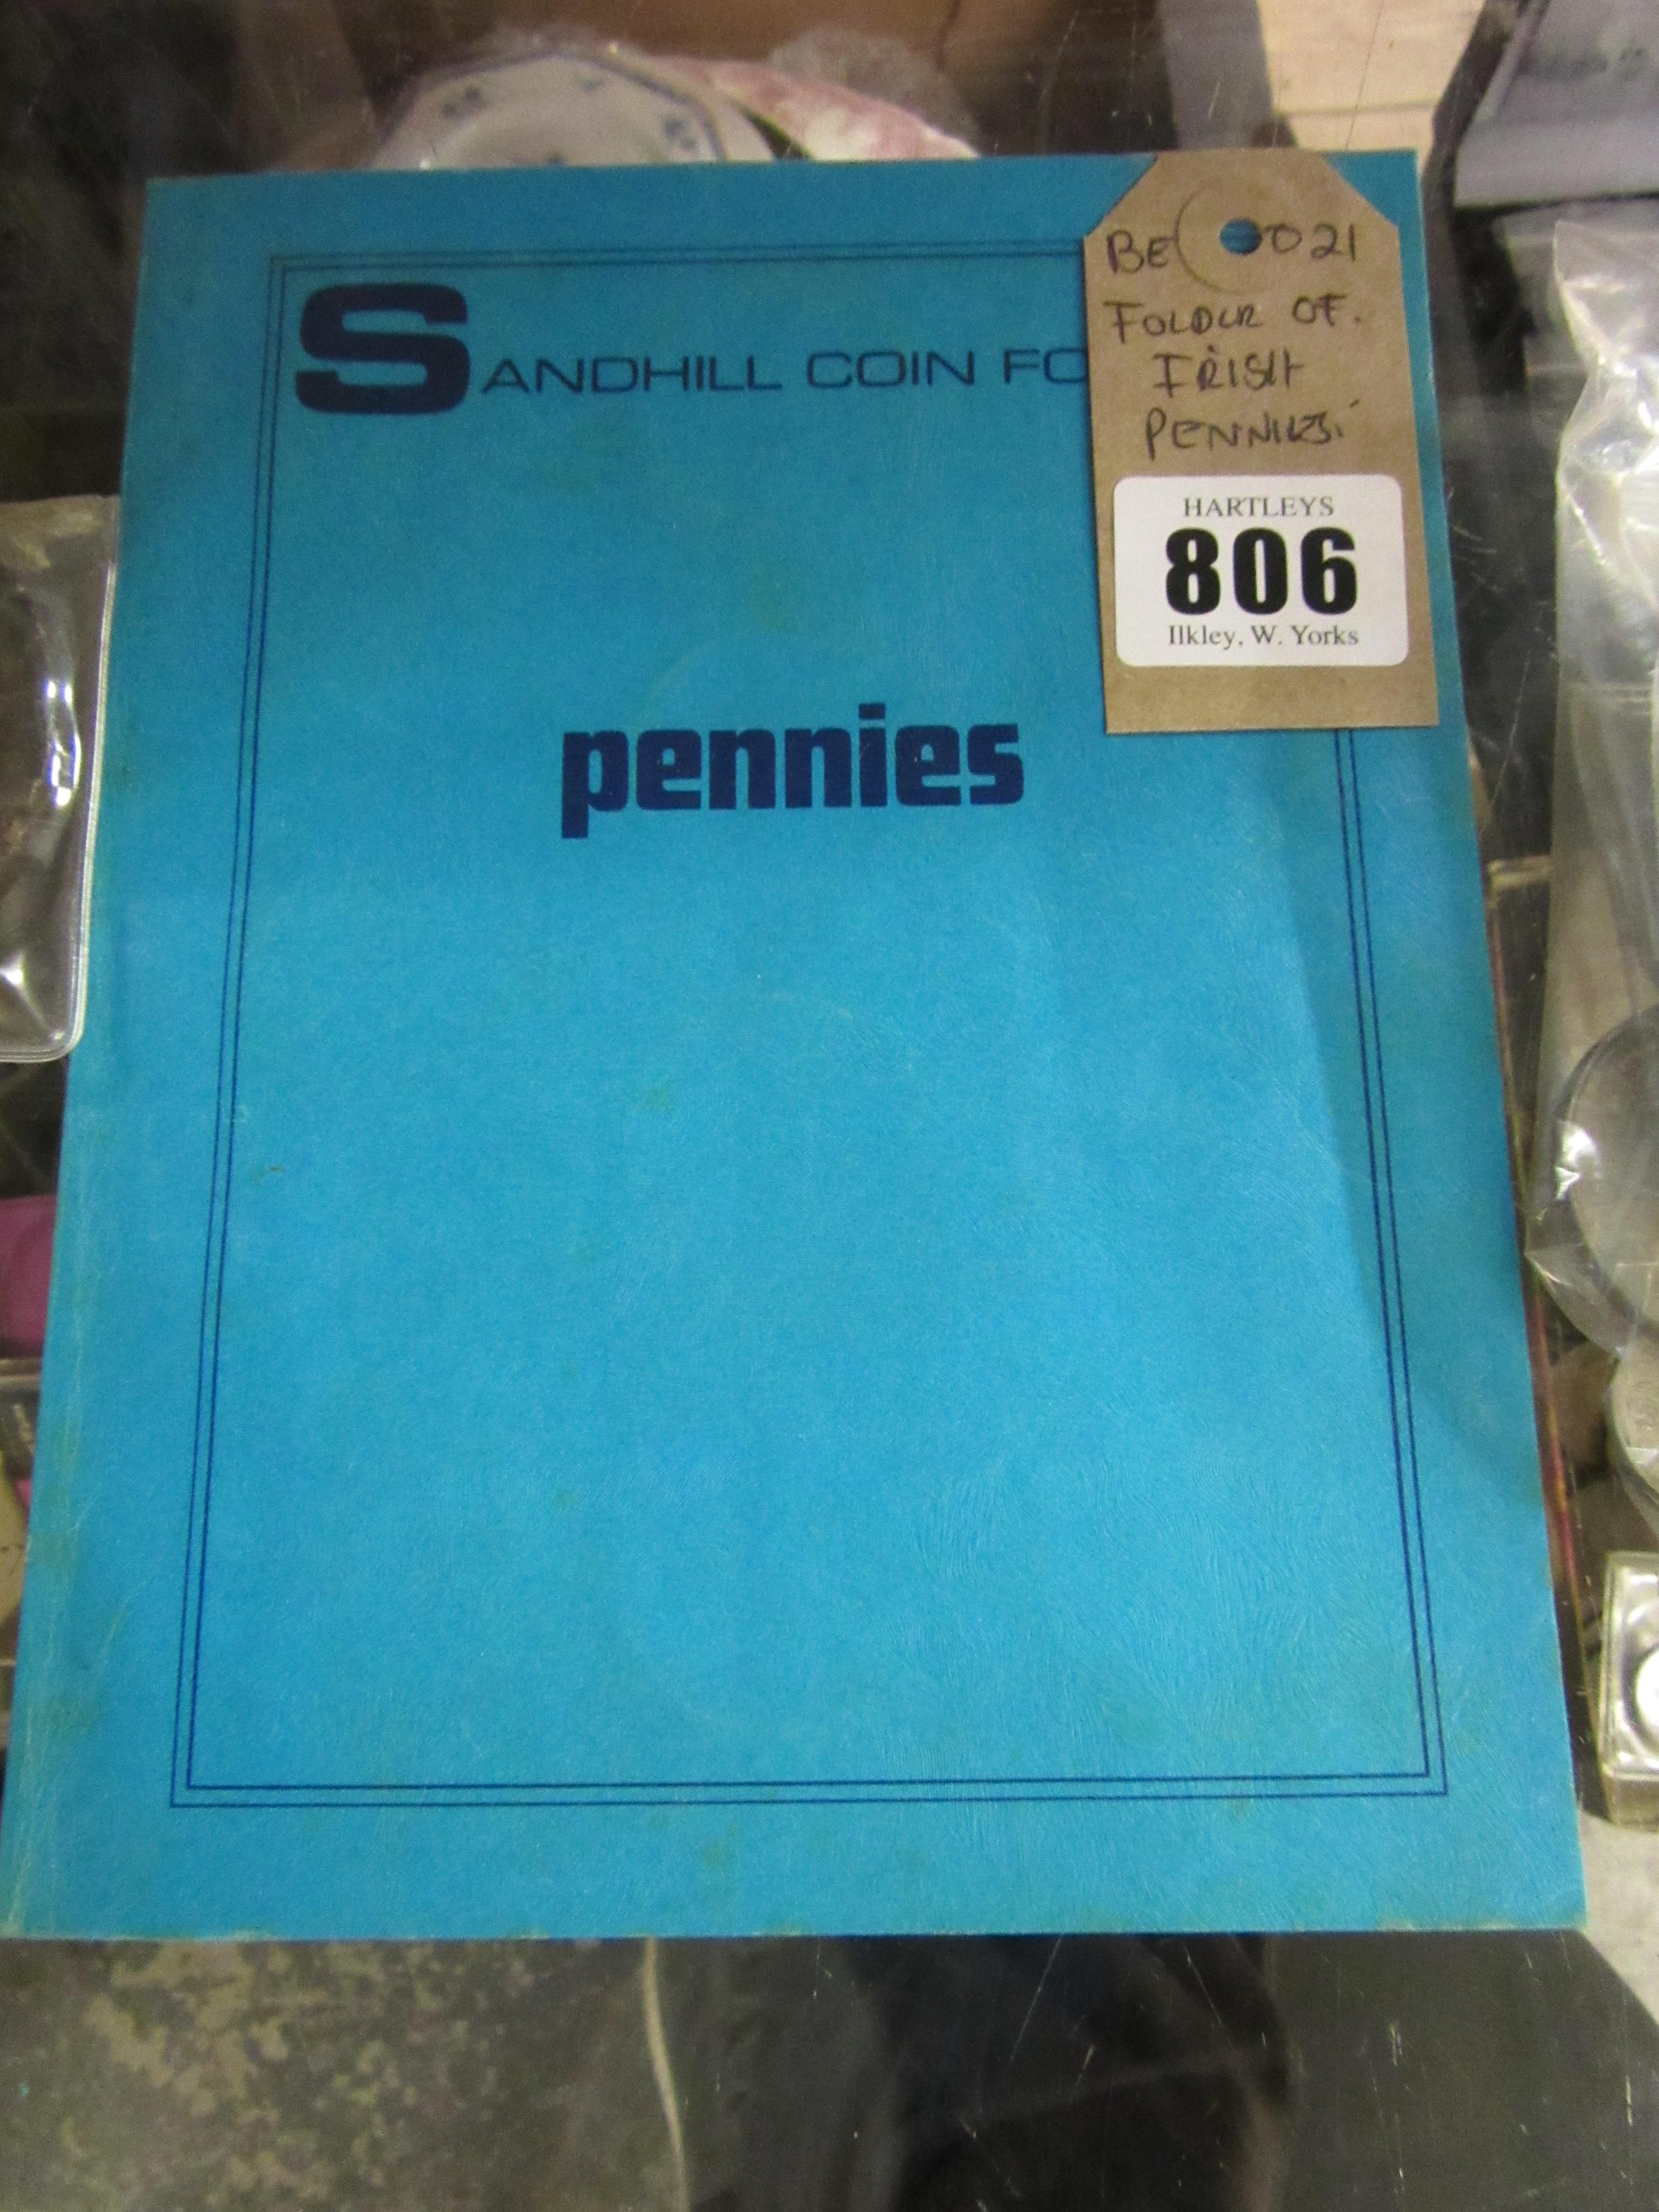 SANDHILL COIN FO
pennies
BE 0021
FOLDER OF.
IRISH
PENNIES.
HARTLEYS
806
Ilkley, W. Yorks